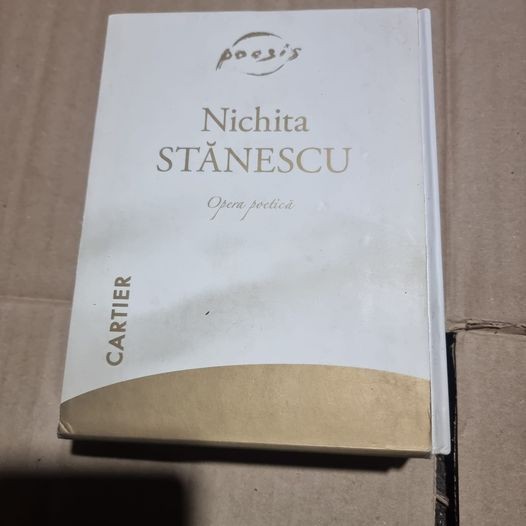 poesis
Nichita
STĂNESCU
Opera poetică
CARTIER